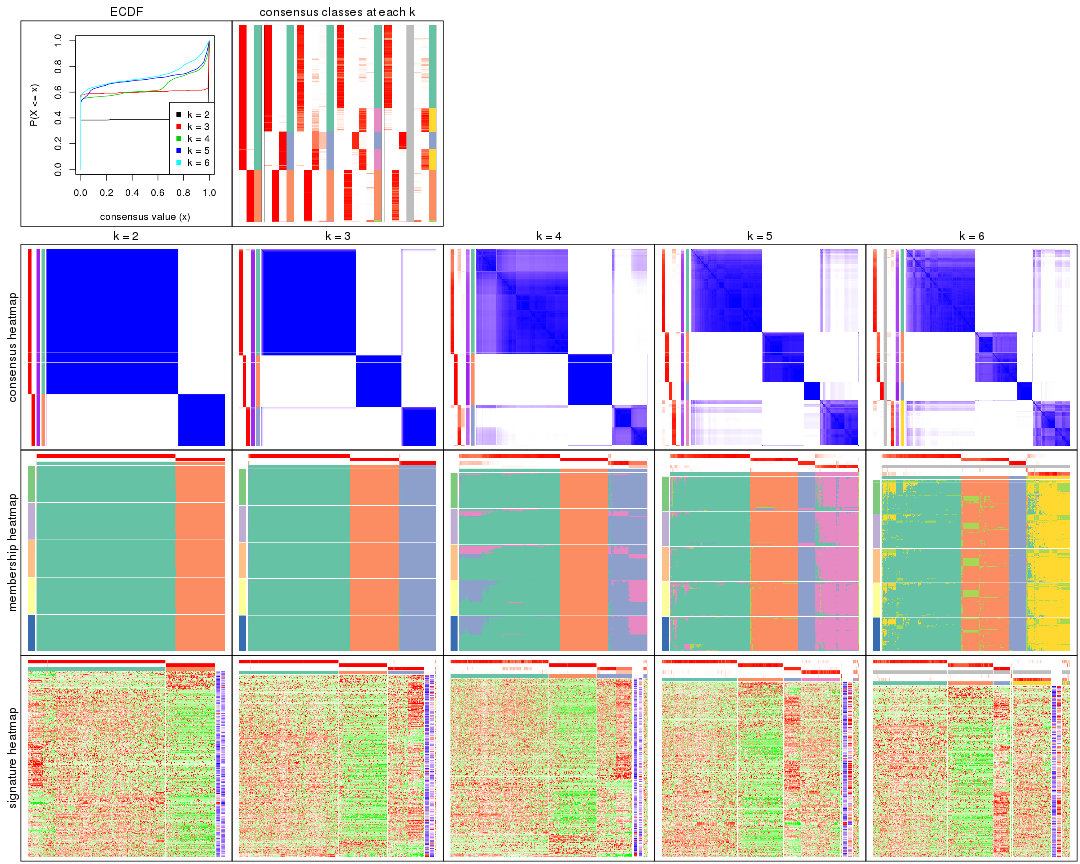 ECDF
consensus classes at each k
P(X <= x)
0.0 0.2 0.4 0.6 0.8 1.0
k = 2
k = 3
k = 4
k = 5
k = 6
0.0 0.2 0.4 0.6 0.8 1.0
consensus value (x)
k = 2
k = 3
k = 4
k = 5
k = 6
consensus heatmap
membership heatmap
signature heatmap